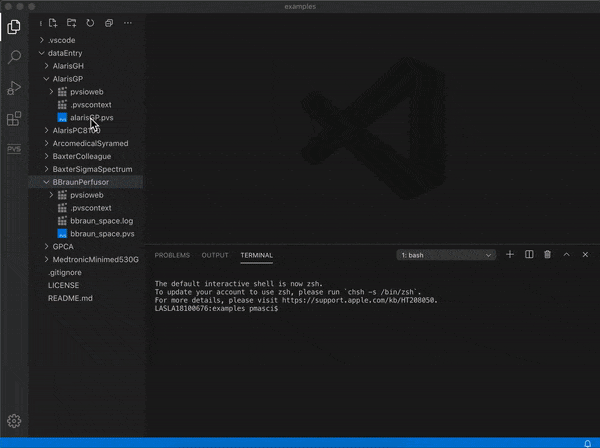 examples
.vscode
dataEntry
AlarisGH
AlarisGP
pvsioweb
.pvscontext
alarisGP.pvs
AlarisPC8100
ArcomedicalSyramed
BaxterColleague
BaxterSigmaSpectrum
BBraunPerfusor
pvsioweb
.pvscontext
bbraun_space.log
bbraun_space.pvs
GPCA
MedtronicMinimed530G
.gitignore
LICENSE
README.md
PVS
PROBLEMS OUTPUT TERMINAL 1: bash
The default interactive shell is now zsh.
To update your account to use zsh, please run `chsh -s /bin/zsh`.
For more details, please visit https://support.apple.com/kb/HT208050.
LASLA18100676:examples pmasci$